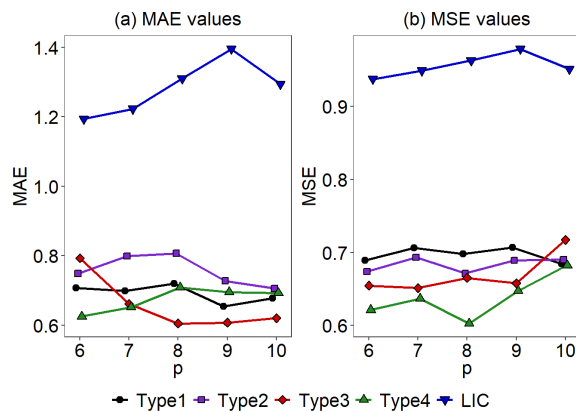 (a) MAE values
(b) MSE values
MAE
1.4
1.2
1.0
0.8
0.6
6 7 8 9 10
p
MSE
0.9
0.8
0.7
0.6
6 7 8 9 10
p
Type1 Type2 Type3 Type4 LIC